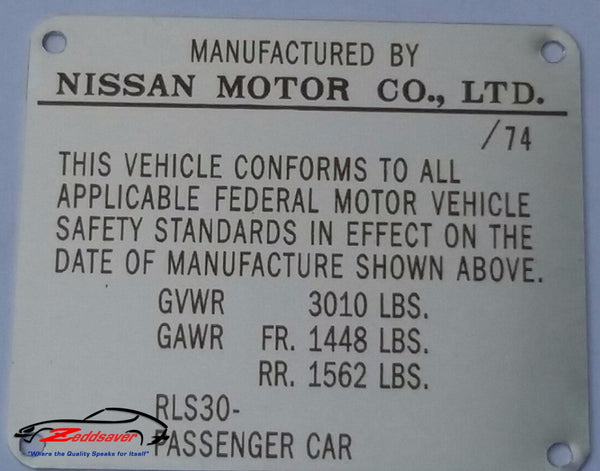 MANUFACTURED BY
NISSAN MOTOR CO., LTD.
/74
THIS VEHICLE CONFORMS TO ALL
APPLICABLE FEDERAL MOTOR VEHICLE
SAFETY STANDARDS IN EFFECT ON THE
DATE OF MANUFACTURE SHOWN ABOVE.
GVWR 3010 LBS.
GAWR FR. 1448 LBS.
RR. 1562 LBS.
RLS30-
PASSENGER CAR
Zeddsaver
"Where the Quality Speaks for Itself"